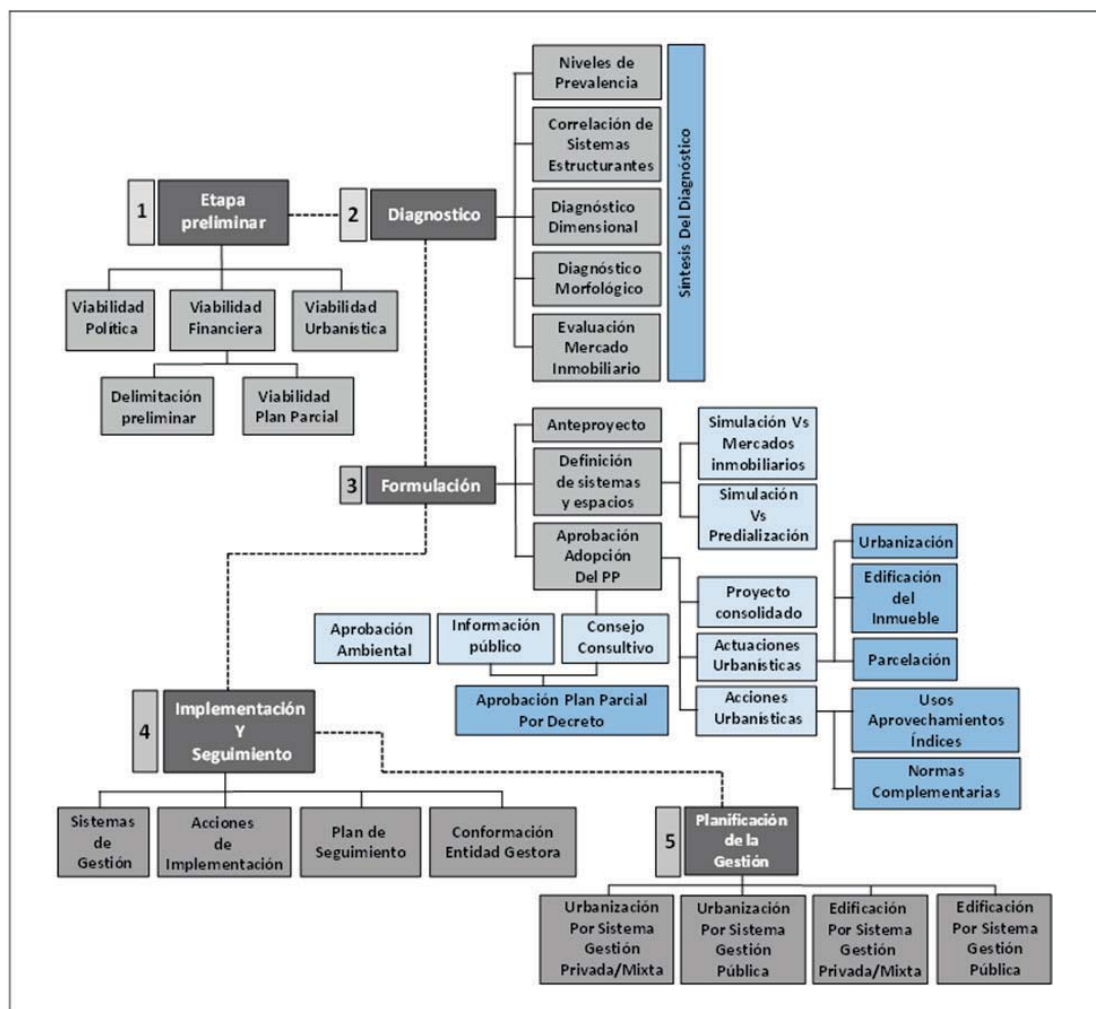 1
Etapa
preliminar
Viabilidad
Política
Viabilidad
Financiera
Viabilidad
Urbanística
Delimitación
preliminar
Viabilidad
Plan Parcial
2
Diagnostico
Niveles de
Prevalencia
Correlación de
Sistemas
Estructurantes
Diagnóstico
Dimensional
Diagnóstico
Morfológico
Evaluación
Mercado
Inmobiliario
Síntesis Del Diagnóstico
3
Formulación
Anteproyecto
Definición
de sistemas
y espacios
Aprobación
Adopción
Del PP
Simulación Vs
Mercados
inmobiliarios
Simulación
Vs
Predialización
Aprobación
Ambiental
Información
público
Consejo
Consultivo
Aprobación Plan Parcial
Por Decreto
Proyecto
consolidado
Actuaciones
Urbanísticas
Acciones
Urbanísticas
Urbanización
Edificación
del
Inmueble
Parcelación
Usos
Aprovechamientos
Índices
Normas
Complementarias
4
Implementación
Y
Seguimiento
Sistemas
de
Gestión
Acciones
de
Implementación
Plan de
Seguimiento
Conformación
Entidad Gestora
5
Planificación
de la
Gestión
Urbanización
Por Sistema
Gestión
Privada/Mixta
Urbanización
Por Sistema
Gestión
Pública
Edificación
Por Sistema
Gestión
Privada/Mixta
Edificación
Por Sistema
Gestión
Pública